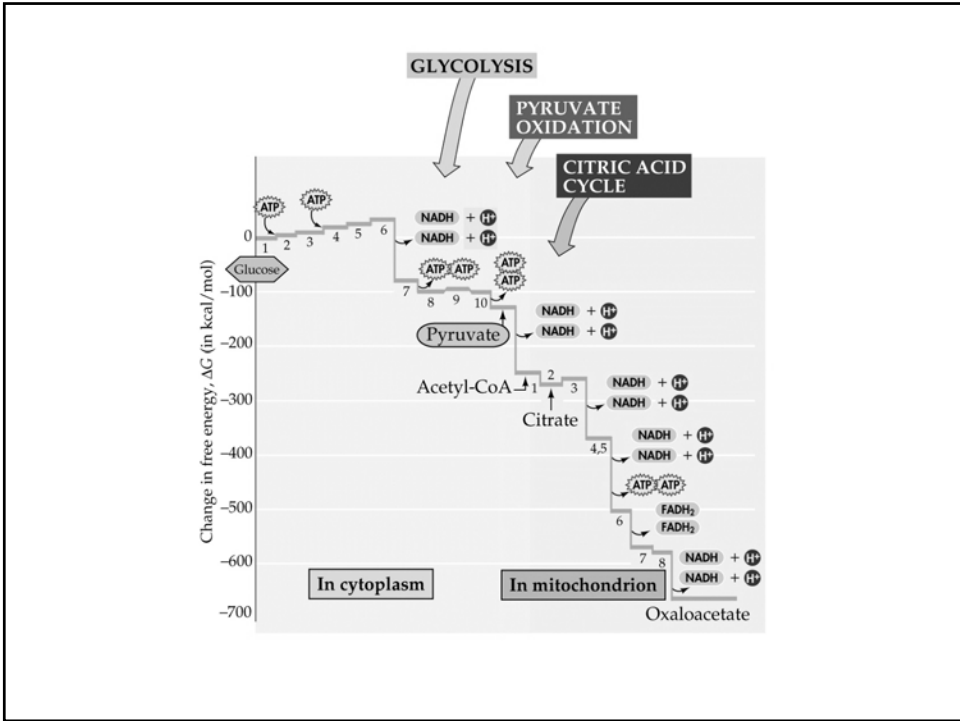 GLYCOLYSIS
PYRUVATE
OXIDATION
CITRIC ACID
CYCLE
Change in free energy, ΔG (in kcal/mol)
0
–100
–200
–300
–400
–500
–600
–700
ATP
ATP
1
2
3
4
5
6
Glucose
NADH + H+
NADH + H+
7
8
9
10
ATP ATP
ATP
ATP
Pyruvate
NADH + H+
NADH + H+
Acetyl-CoA
1
2
3
Citrate
NADH + H+
NADH + H+
4,5
NADH + H+
NADH + H+
ATP ATP
6
FADH₂
FADH₂
7
8
NADH + H+
NADH + H+
In cytoplasm
In mitochondrion
Oxaloacetate